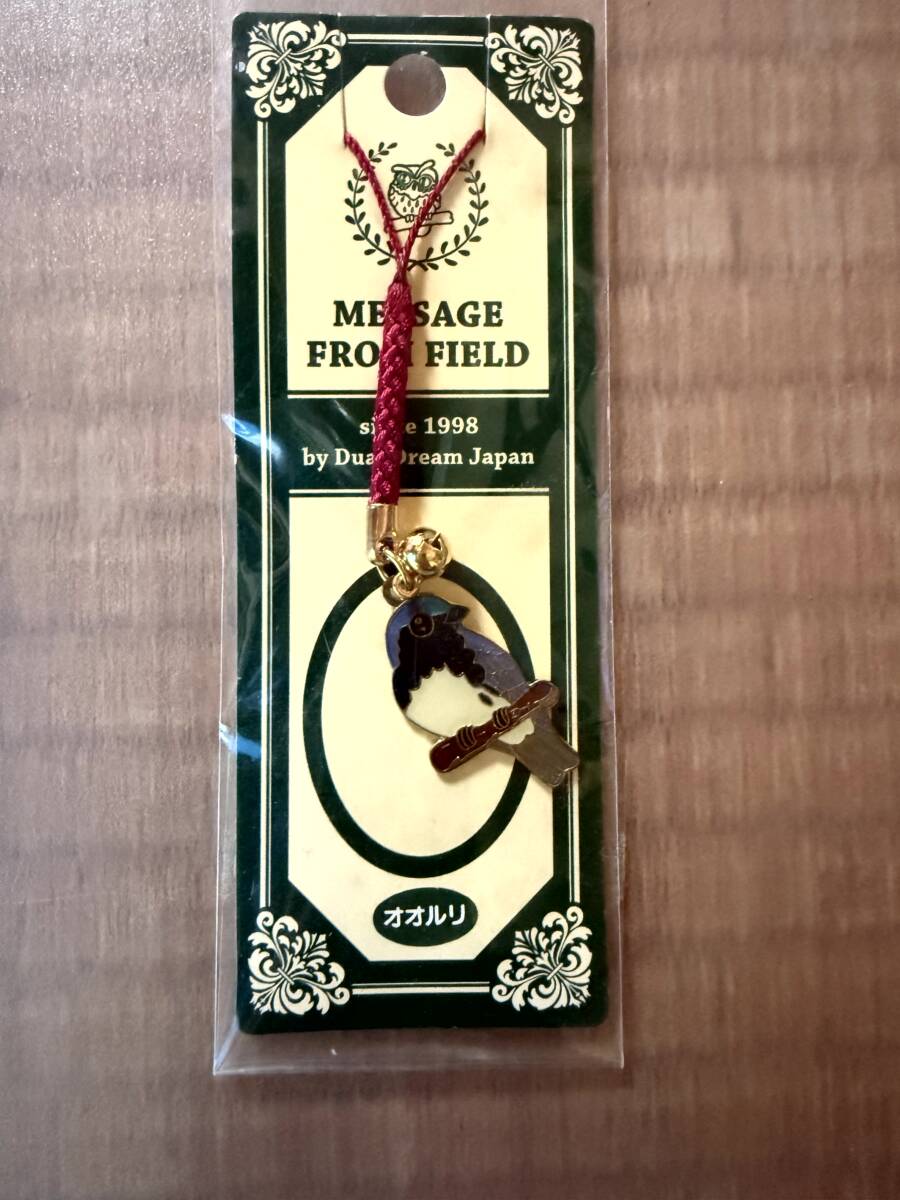 MESSAGE
FROM FIELD
since 1998
by Dual Dream Japan
オオルリ